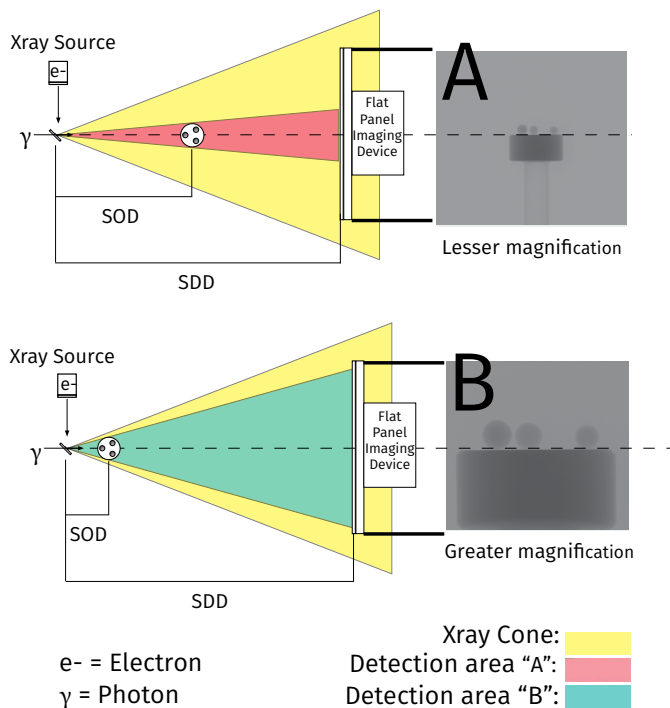 Xray Source
e-
γ
SOD
SDD
Flat
Panel
Imaging
Device
A
Lesser magnification
Xray Source
e-
γ
SOD
SDD
Flat
Panel
Imaging
Device
B
Greater magnification
e- = Electron
γ = Photon
Xray Cone:
Detection area "A":
Detection area "B":